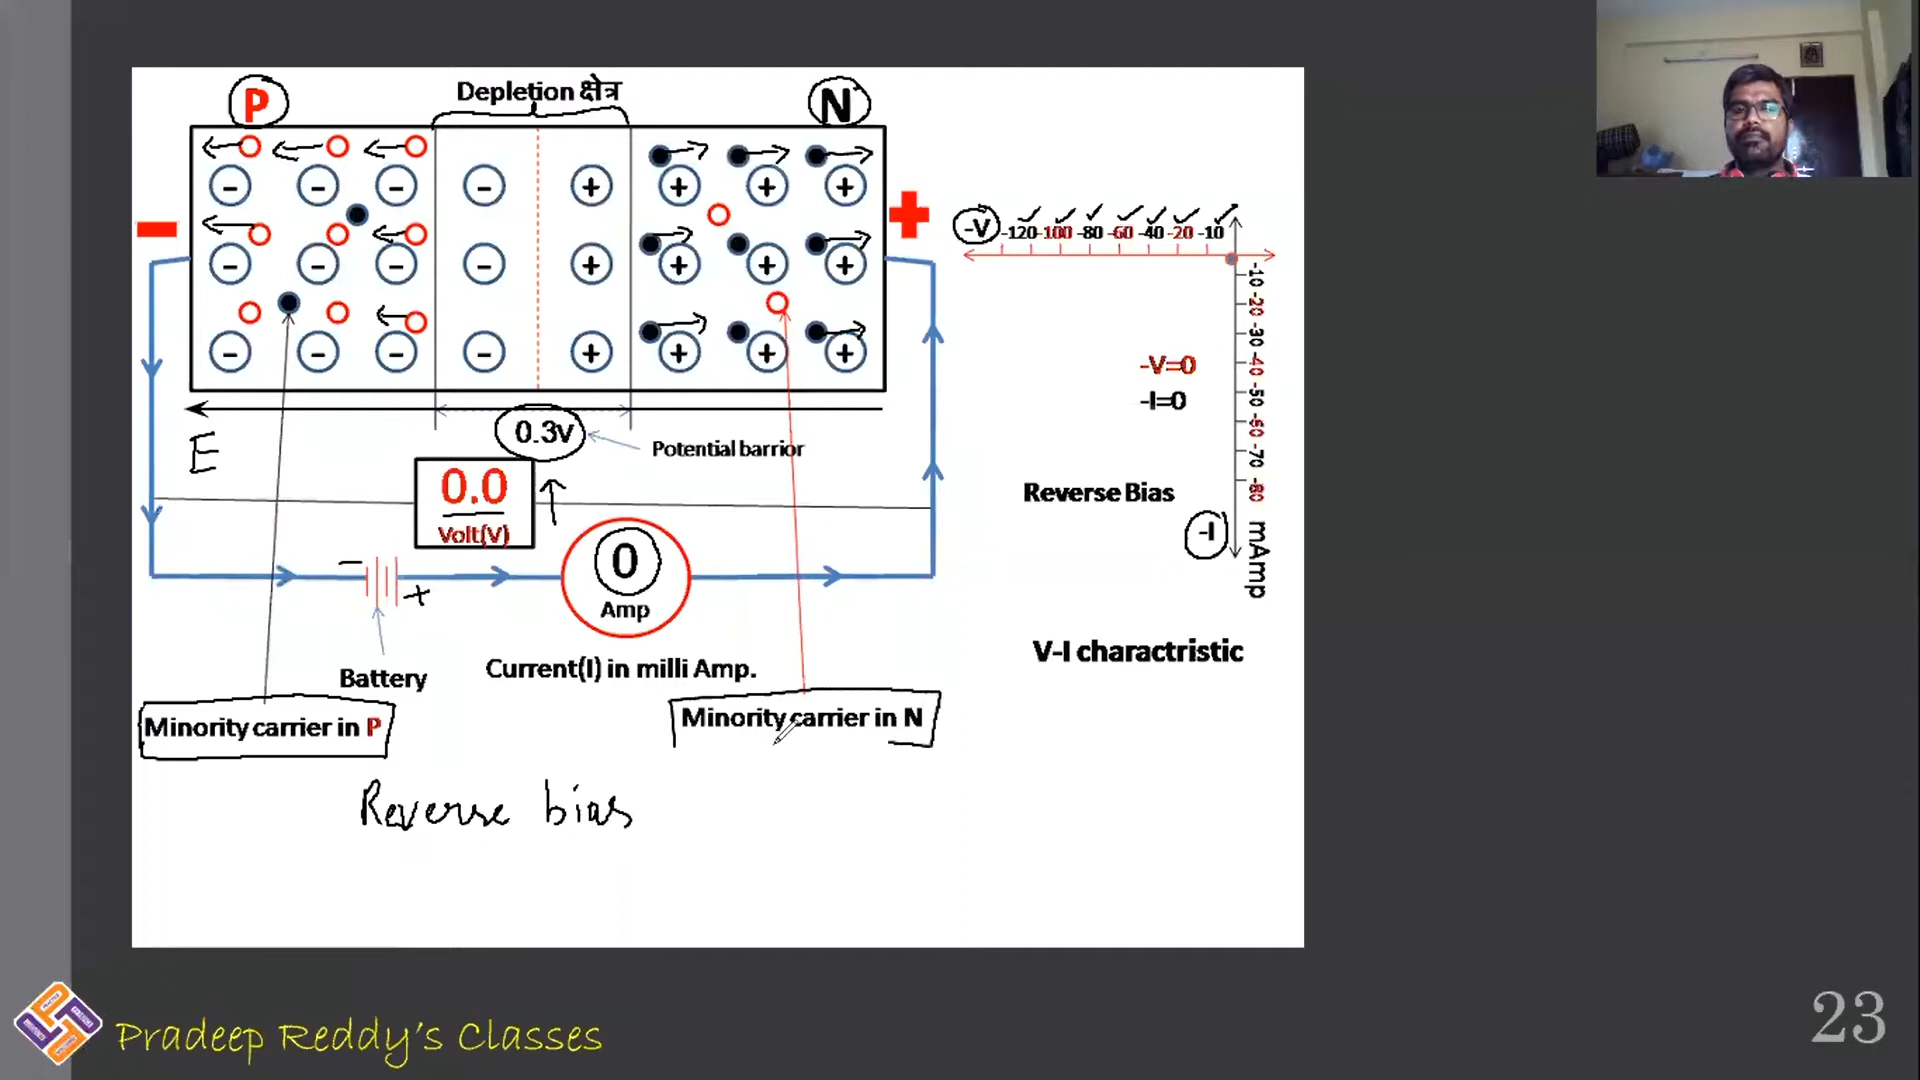 P
Depletion क्षेत्र
N
-V
-120 -100 -80 -60 -40 -20 -10
-10 -20 -30 -40 -50 -60 -70 -80 mAmp
-V=0
-I=0
E
0.3v
Potential barrier
0.0
Volt(V)
Reverse Bias
-I
- +
0
Amp
Battery
Current(I) in milli Amp.
V-I charactristic
Minority carrier in P
Minority carrier in N
Reverse bias
Pradeep Reddy's Classes
23